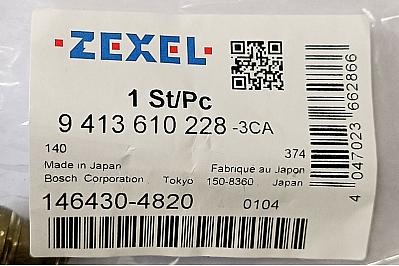 ZEXEL
1 St/Pc
9 413 610 228 -3CA
140 374
Made in Japan Fabriqué au Japon
Bosch Corporation Tokyo 150-8360 Japan
146430-4820 0104
4 047023 662866